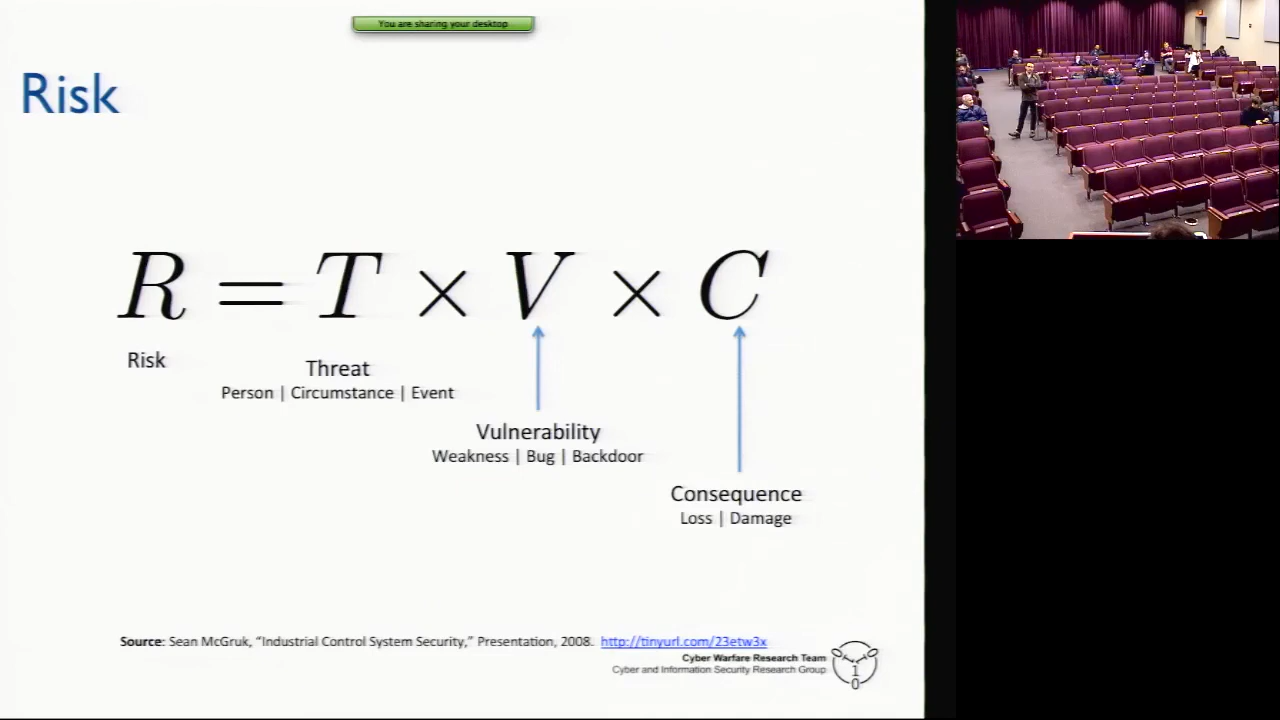 You are sharing your desktop
Risk
R = T × V × C
Risk
Threat
Person | Circumstance | Event
Vulnerability
Weakness | Bug | Backdoor
Consequence
Loss | Damage
Source: Sean McGruk, “Industrial Control System Security,” Presentation, 2008. http://tinyurl.com/23etw3x
Cyber Warfare Research Team
Cyber and Information Security Research Group
1
0